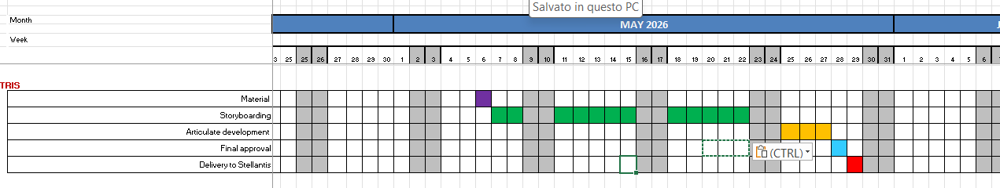 Salvato in questo PC
Month
MAY 2026
Week
3 25 25 26 27 28 29 30 1 2 3 4 5 6 7 8 9 10 11 12 13 14 15 16 17 18 19 20 21 22 23 24 25 26 27 28 29 30 31 1 2 3 4 5 6
TRIS
Material
Storyboarding
Articulate development
Final approval
(CTRL)
Delivery to Stellantis